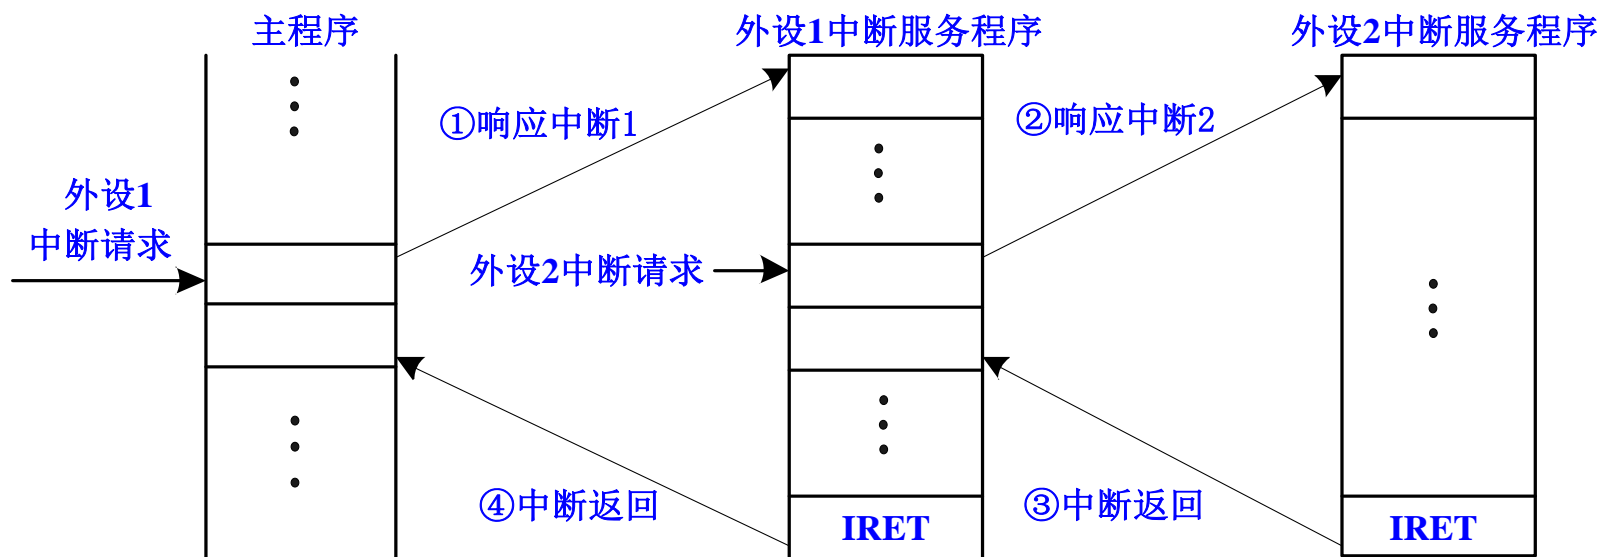 主程序
外设1中断服务程序
外设2中断服务程序
①响应中断1
②响应中断2
外设1
中断请求
外设2中断请求
④中断返回
③中断返回
IRET
IRET